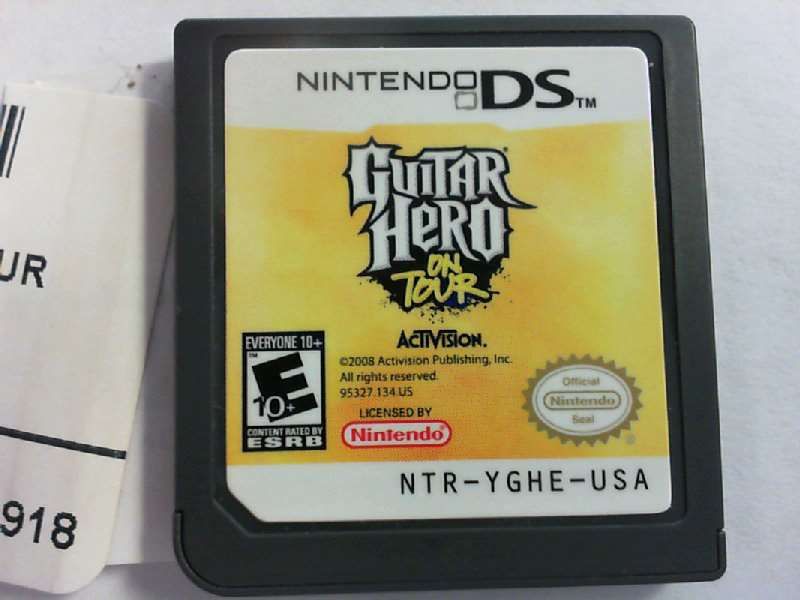 NINTENDO DS™
GUITAR
HERO
ON
TOUR
ACTIVISION.
EVERYONE 10+
™
E
10+
CONTENT RATED BY
ESRB
©2008 Activision Publishing, Inc.
All rights reserved.
95327.134.US
LICENSED BY
Nintendo®
Official
Nintendo
Seal
®
NTR-YGHE-USA
UR
918